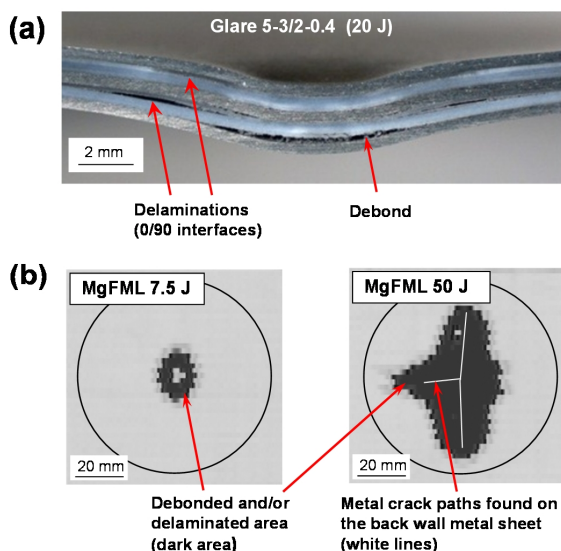 (a)
Glare 5-3/2-0.4 (20 J)
2 mm
Delaminations
(0/90 interfaces)
Debond
(b)
MgFML 7.5 J
MgFML 50 J
20 mm
20 mm
Debonded and/or
delaminated area
(dark area)
Metal crack paths found on
the back wall metal sheet
(white lines)